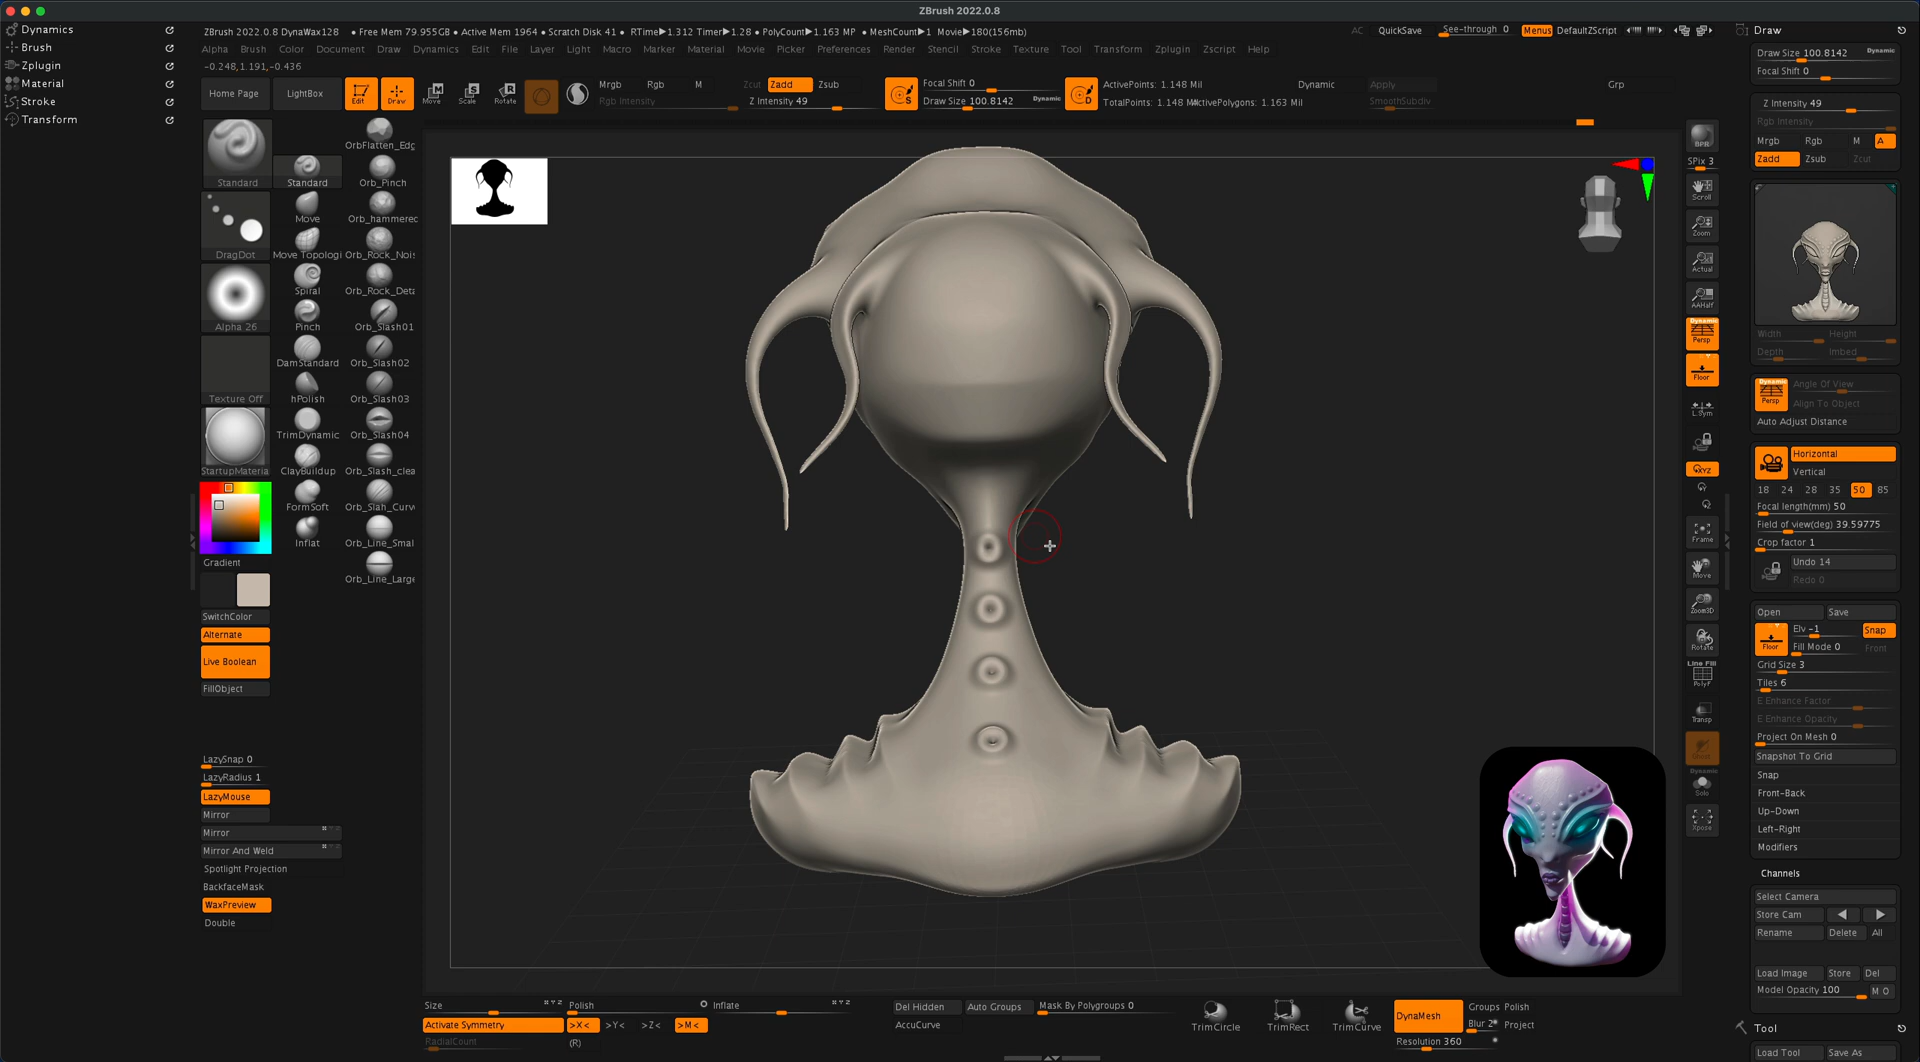 ZBrush 2022.0.8
Dynamics
Brush
Zplugin
Material
Stroke
Transform
ZBrush 2022.0.8 DynaWax128 ● Free Mem 79.955GB ● Active Mem 1964 ● Scratch Disk 41 ● RTime▶1.312 Timer▶1.28 ● PolyCount▶1.163 MP ● MeshCount▶1 Movie▶180(156mb)
AC QuickSave See-through 0 Menus DefaultZScript
Alpha Brush Color Document Draw Dynamics Edit File Layer Light Macro Marker Material Movie Picker Preferences Render Stencil Stroke Texture Tool Transform Zplugin Zscript Help
-0.248,1.191,-0.436
Home Page
LightBox
Edit
Draw
Move
Scale
Rotate
Mrgb Rgb M
Rgb Intensity
Zcut Zadd Zsub
Z Intensity 49
Focal Shift 0
Draw Size 100.8142 Dynamic
ActivePoints: 1.148 Mil
TotalPoints: 1.148 Mil
ActivePolygons: 1.163 Mil
Dynamic
Apply
SmoothSubdiv
Grp
Standard
DragDot
Alpha 26
Texture Off
StartupMateria
Gradient
SwitchColor
Alternate
Live Boolean
FillObject
LazySnap 0
LazyRadius 1
LazyMouse
Mirror
Mirror
Mirror And Weld
Spotlight Projection
BackfaceMask
WaxPreview
Double
Standard
Move
Move Topologi
Spiral
Pinch
DamStandard
hPolish
TrimDynamic
ClayBuildup
FormSoft
Inflat
OrbFlatten_Edg
Orb_Pinch
Orb_hammered
Orb_Rock_Nois
Orb_Rock_Deta
Orb_Slash01
Orb_Slash02
Orb_Slash03
Orb_Slash04
Orb_Slash_clea
Orb_Slah_Curv
Orb_Line_Smal
Orb_Line_Large
BPR
SPix 3
Scroll
Zoom
Actual
AAHalf
Dynamic
Persp
Floor
L.Sym
XYZ
Frame
Move
Zoom3D
Rotate
Line Fill
PolyF
Transp
Ghost
Dynamic
Solo
Xpose
Draw
Draw Size 100.8142 Dynamic
Focal Shift 0
Z Intensity 49
Rgb Intensity
Mrgb Rgb M A
Zadd Zsub Zcut
Width Height
Depth Imbed
Dynamic
Persp
Angle Of View
Align To Object
Auto Adjust Distance
Horizontal
Vertical
18 24 28 35 50 85
Focal length(mm) 50
Field of view(deg) 39.59775
Crop factor 1
Undo 14
Redo 0
Open Save
Floor
Elv -1 Snap
Fill Mode 0 Front
Grid Size 3
Tiles 6
E Enhance Factor
E Enhance Opacity
Project On Mesh 0
Snapshot To Grid
Snap
Front-Back
Up-Down
Left-Right
Modifiers
Channels
Select Camera
Store Cam
Rename Delete All
Load Image Store Del
Model Opacity 100 M O
Tool
Load Tool Save As
Size
Polish
Inflate
Activate Symmetry >X< >Y< >Z< >M<
RadialCount (R)
Del Hidden Auto Groups Mask By Polygroups 0
AccuCurve
TrimCircle TrimRect TrimCurve
DynaMesh
Groups Polish
Blur 2 Project
Resolution 360